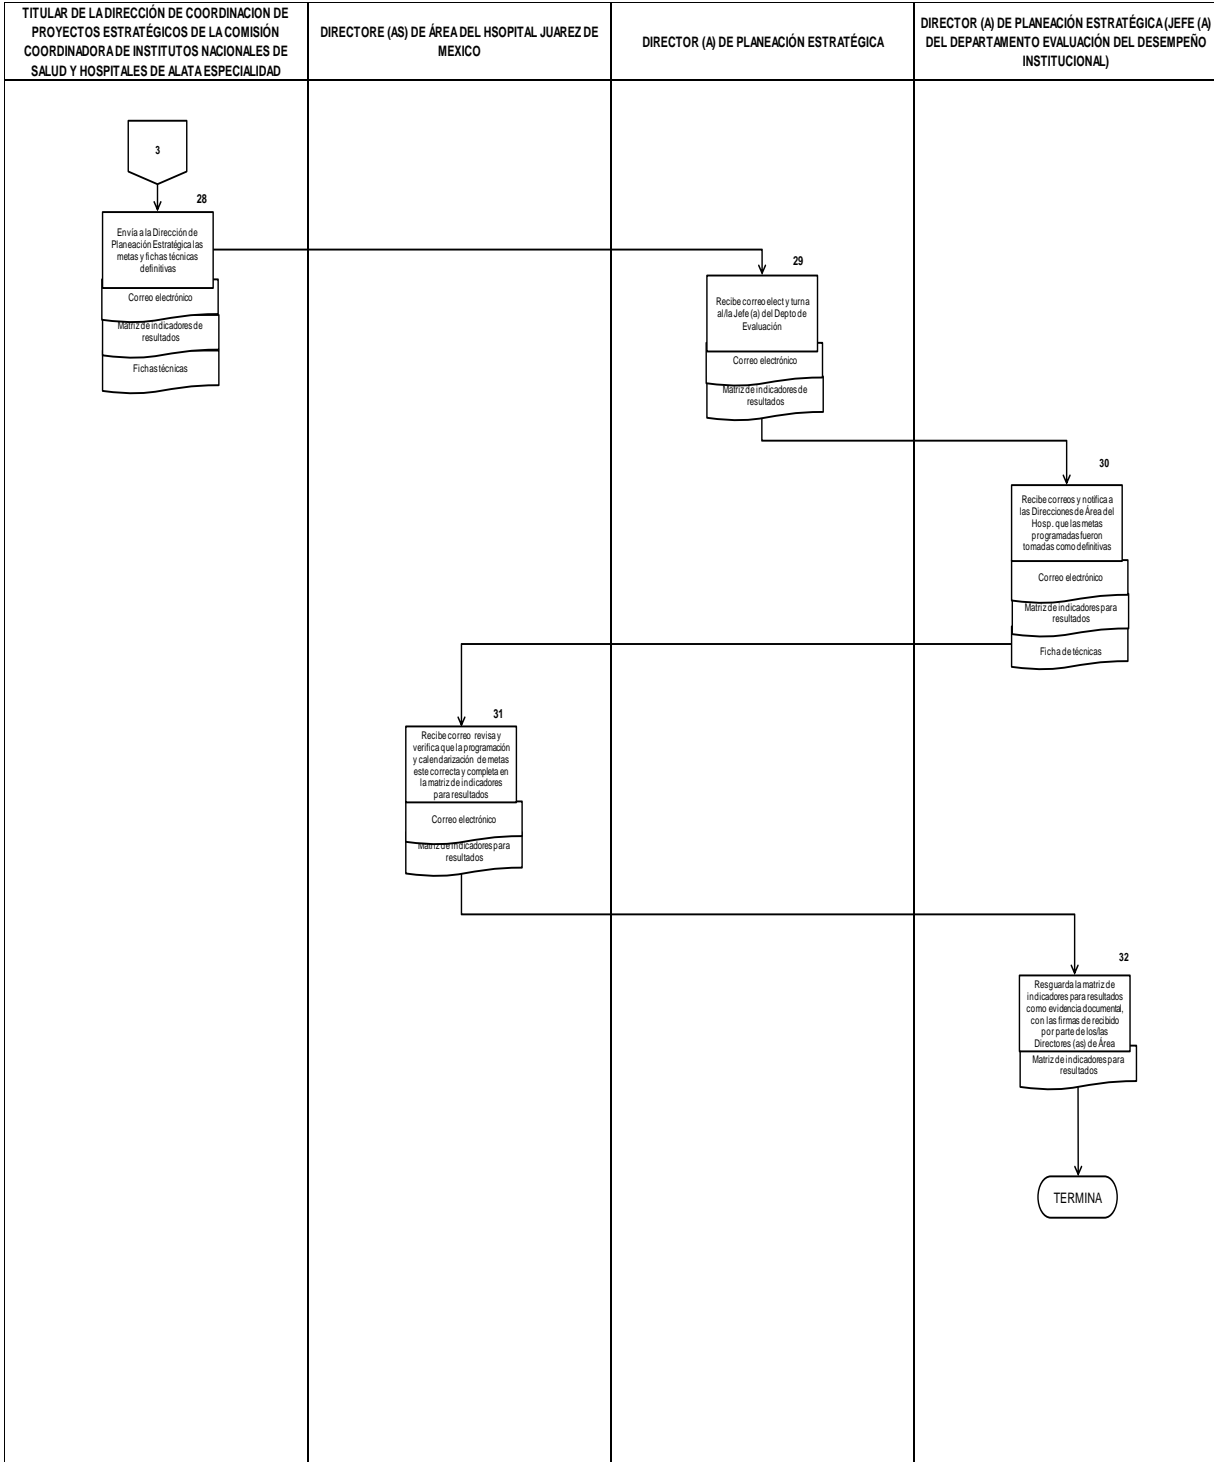 TITULAR DE LA DIRECCIÓN DE COORDINACION DE
PROYECTOS ESTRATÉGICOS DE LA COMISIÓN
COORDINADORA DE INSTITUTOS NACIONALES DE
SALUD Y HOSPITALES DE ALATA ESPECIALIDAD
DIRECTORE (AS) DE ÁREA DEL HSOPITAL JUAREZ DE
MEXICO
DIRECTOR (A) DE PLANEACIÓN ESTRATÉGICA
DIRECTOR (A) DE PLANEACIÓN ESTRATÉGICA (JEFE (A)
DEL DEPARTAMENTO EVALUACIÓN DEL DESEMPEÑO
INSTITUCIONAL)
3
28
Envía a la Dirección de
Planeación Estratégica las
metas y fichas técnicas
definitivas
Correo electrónico
Matriz de indicadores de
resultados
Fichas técnicas
29
Recibe correo elect y turna
al/la Jefe (a) del Depto de
Evaluación
Correo electrónico
Matriz de indicadores de
resultados
30
Recibe correos y notifica a
las Direcciones de Área del
Hosp. que las metas
programadas fueron
tomadas como definitivas
Correo electrónico
Matriz de indicadores para
resultados
Ficha de técnicas
31
Recibe correo revisa y
verifica que la programación
y calendarización de metas
este correcta y completa en
la matriz de indicadores
para resultados
Correo electrónico
Matriz de indicadores para
resultados
32
Resguarda la matriz de
indicadores para resultados
como evidencia documental,
con las firmas de recibido
por parte de los/las
Directores (as) de Área
Matriz de indicadores para
resultados
TERMINA